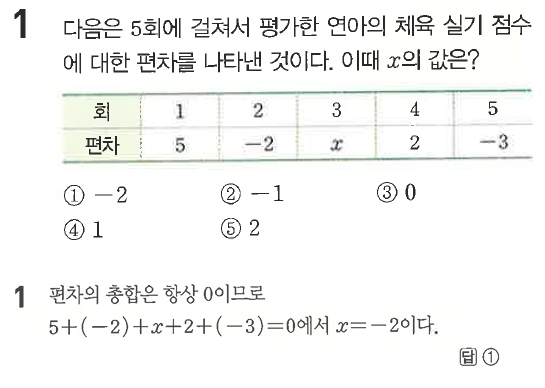 1 다음은 5회에 걸쳐서 평가한 연아의 체육 실기 점수
에 대한 편차를 나타낸 것이다. 이때 x의 값은?
회 1 2 3 4 5
편차 5 −2 x 2 −3
① −2 ② −1 ③ 0
④ 1 ⑤ 2
1 편차의 총합은 항상 0이므로
5+(−2)+x+2+(−3)=0에서 x=−2이다.
답 ①